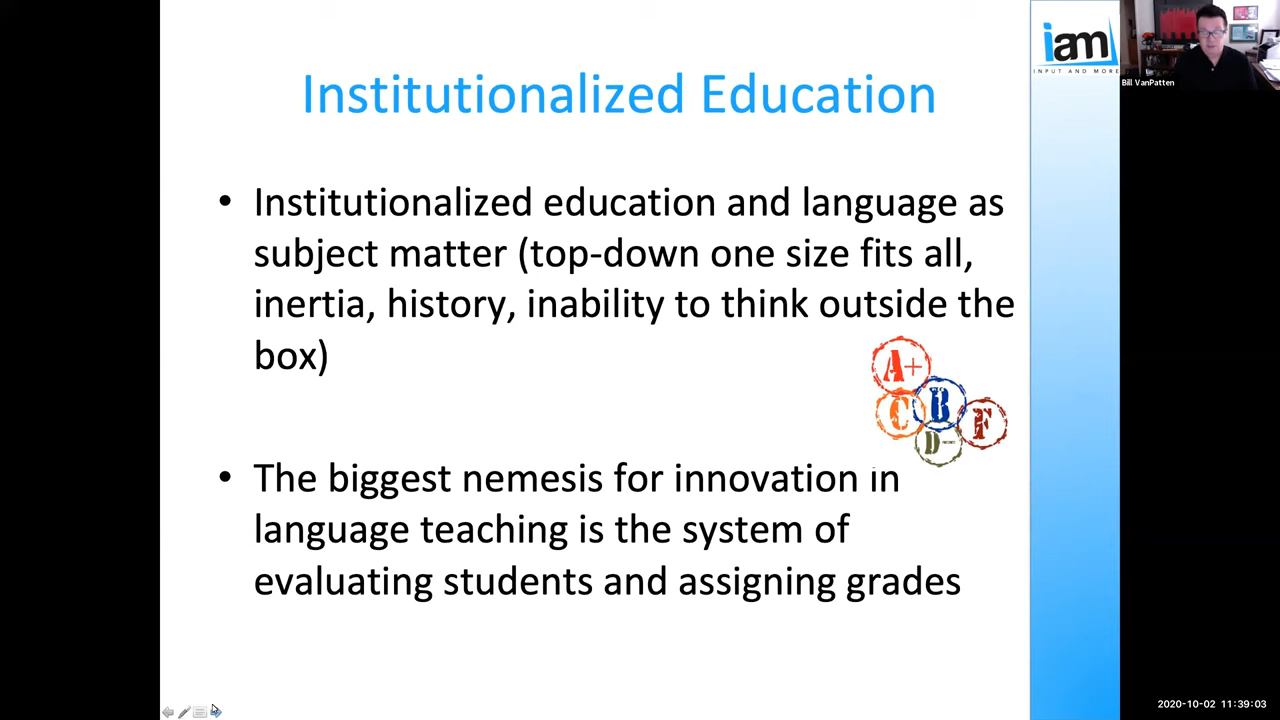 Institutionalized Education
iam
INPUT AND MORE
Bill VanPatten
• Institutionalized education and language as
subject matter (top-down one size fits all,
inertia, history, inability to think outside the
box)
A+
B
C
D-
F
• The biggest nemesis for innovation in
language teaching is the system of
evaluating students and assigning grades
2020-10-02 11:39:03